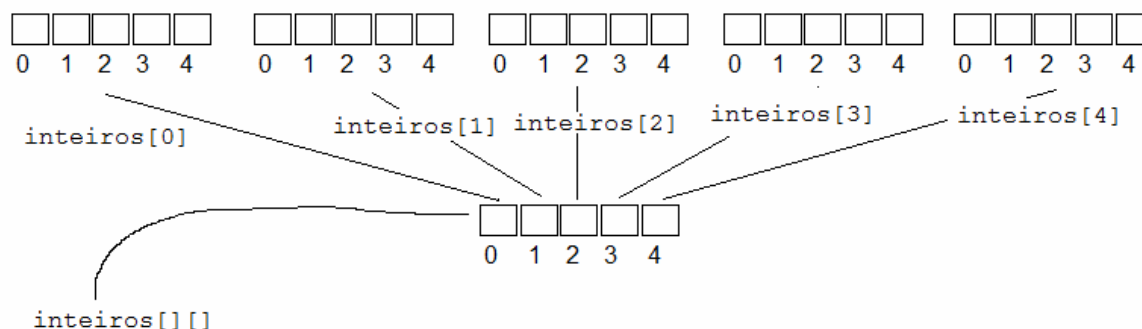 0 1 2 3 4 0 1 2 3 4 0 1 2 3 4 0 1 2 3 4 0 1 2 3 4
inteiros[0] inteiros[1] inteiros[2] inteiros[3] inteiros[4]
0 1 2 3 4
inteiros[][]